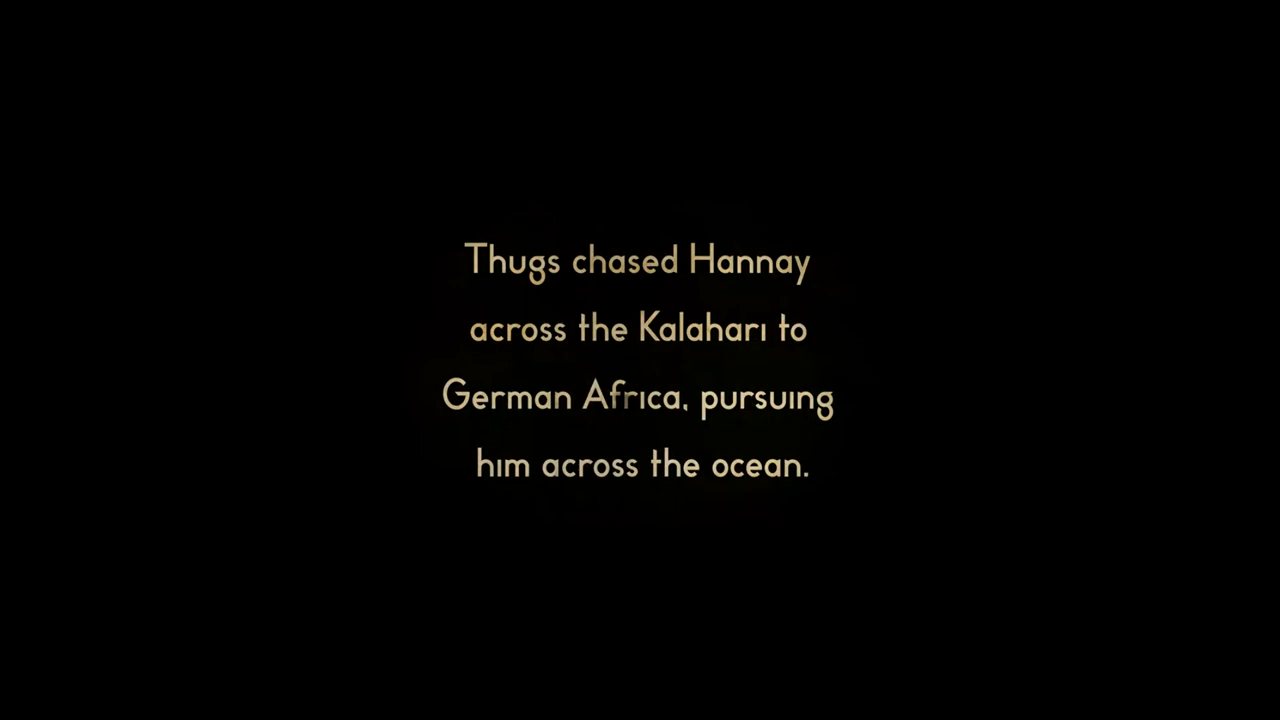 Thugs chased Hannay
across the Kalahari to
German Africa, pursuing
him across the ocean.